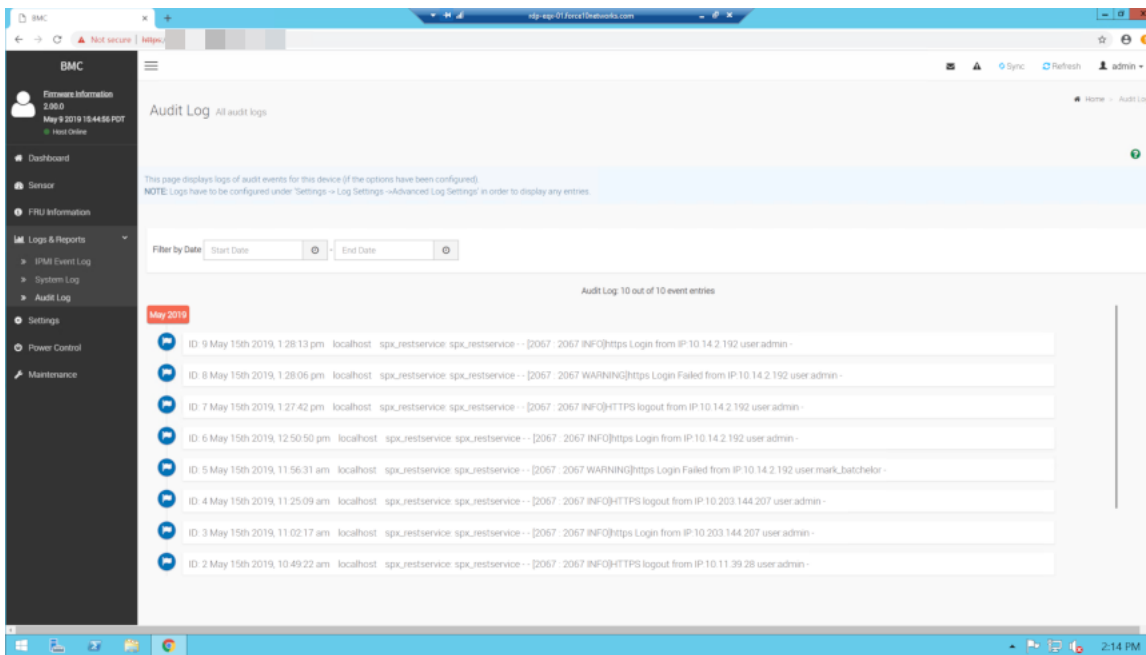 BMC
rdp-eqx-01.force10networks.com
Not secure | https:/
BMC
Firmware Information
2.00.0
May 9 2019 15:44:56 PDT
Host Online
Sync
Refresh
admin
Audit Log All audit logs
Home > Audit Log
Dashboard
Sensor
FRU Information
Logs & Reports
» IPMI Event Log
» System Log
» Audit Log
Settings
Power Control
Maintenance
This page displays logs of audit events for this device (if the options have been configured)
NOTE: Logs have to be configured under 'Settings -> Log Settings ->Advanced Log Settings' in order to display any entries.
Filter by Date Start Date - End Date
Audit Log: 10 out of 10 event entries
May 2019
ID: 9 May 15th 2019, 1:28:13 pm localhost spx_restservice: spx_restservice - - [2067 : 2067 INFO]https Login from IP:10.14.2.192 user:admin -
ID: 8 May 15th 2019, 1:28:06 pm localhost spx_restservice: spx_restservice - - [2067 : 2067 WARNING]https Login Failed from IP:10.14.2.192 user:admin -
ID: 7 May 15th 2019, 1:27:42 pm localhost spx_restservice: spx_restservice - - [2067 : 2067 INFO]HTTPS logout from IP:10.14.2.192 user:admin -
ID: 6 May 15th 2019, 12:50:50 pm localhost spx_restservice: spx_restservice - - [2067 : 2067 INFO]https Login from IP:10.14.2.192 user:admin -
ID: 5 May 15th 2019, 11:56:31 am localhost spx_restservice: spx_restservice - - [2067 : 2067 WARNING]https Login Failed from IP:10.14.2.192 user:mark_batchelor -
ID: 4 May 15th 2019, 11:25:09 am localhost spx_restservice: spx_restservice - - [2067 : 2067 INFO]HTTPS logout from IP:10.203.144.207 user:admin -
ID: 3 May 15th 2019, 11:02:17 am localhost spx_restservice: spx_restservice - - [2067 : 2067 INFO]https Login from IP:10.203.144.207 user:admin -
ID: 2 May 15th 2019, 10:49:22 am localhost spx_restservice: spx_restservice - - [2067 : 2067 INFO]HTTPS logout from IP:10.11.39.28 user:admin -
2:14 PM